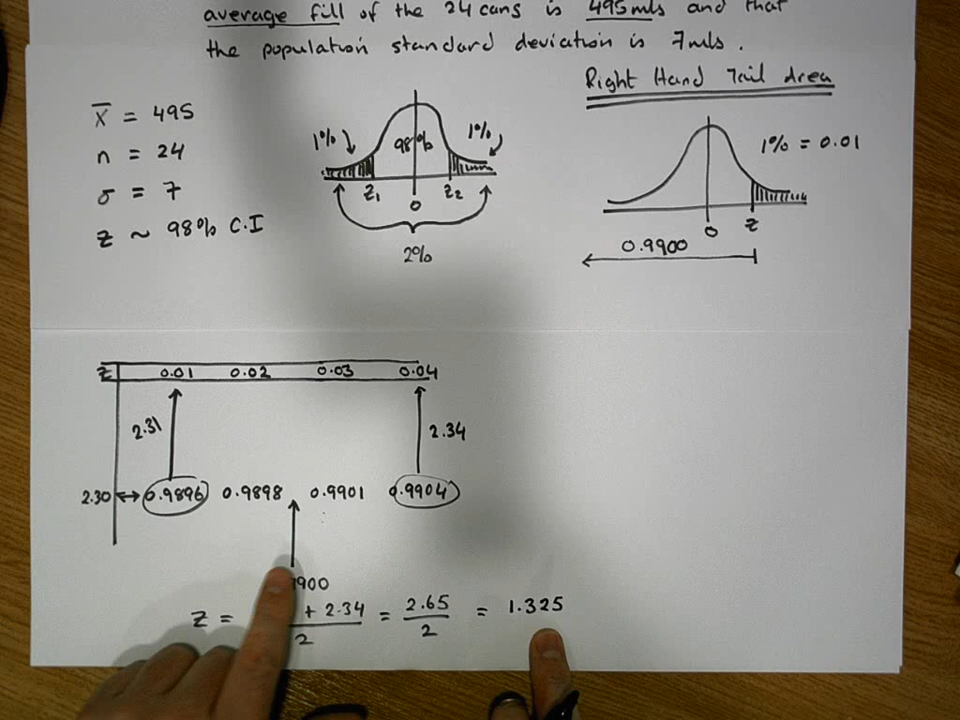 average fill of the 24 cans is 495mls and that
the population standard deviation is 7mls.
Right Hand Tail Area
x̄ = 495
n = 24
σ = 7
z ~ 98% C.I
1% 98% 1%
z₁ 0 z₂
2%
1% = 0.01
0 z
0.9900
z 0.01 0.02 0.03 0.04
2.31 2.34
2.30 ↔ 0.9896 0.9898 0.9901 0.9904
9900
z = + 2.34 / 2 = 2.65 / 2 = 1.325